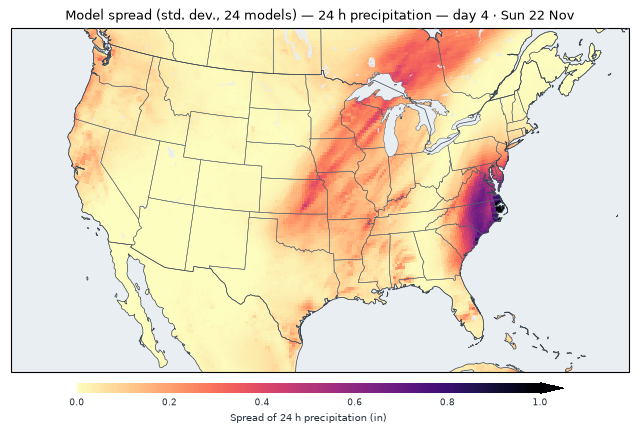 Model spread (std. dev., 24 models) — 24 h precipitation — day 4 · Sun 22 Nov
0.0 0.2 0.4 0.6 0.8 1.0
Spread of 24 h precipitation (in)